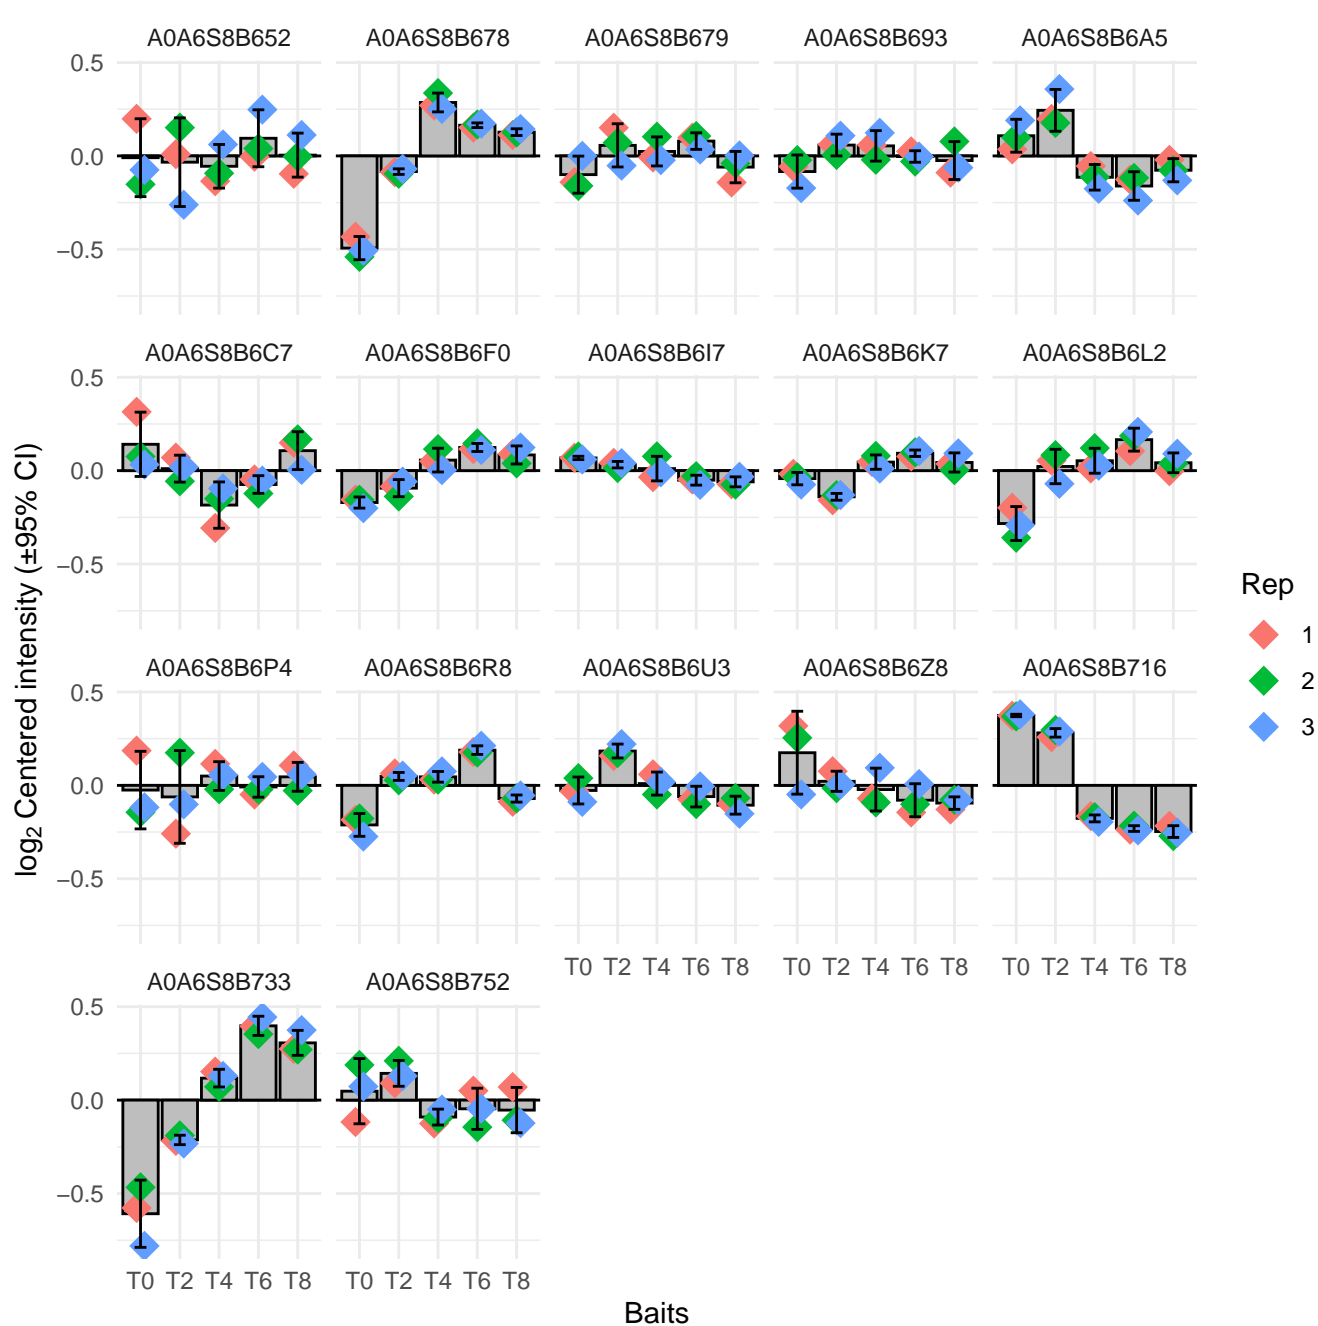 A0A6S8B652 A0A6S8B678 A0A6S8B679 A0A6S8B693 A0A6S8B6A5
0.5
0.0
−0.5
A0A6S8B6C7 A0A6S8B6F0 A0A6S8B6I7 A0A6S8B6K7 A0A6S8B6L2
0.5
0.0
−0.5
A0A6S8B6P4 A0A6S8B6R8 A0A6S8B6U3 A0A6S8B6Z8 A0A6S8B716
0.5
0.0
−0.5
T0 T2 T4 T6 T8 T0 T2 T4 T6 T8 T0 T2 T4 T6 T8
A0A6S8B733 A0A6S8B752
0.5
0.0
−0.5
T0 T2 T4 T6 T8 T0 T2 T4 T6 T8
Baits
log2 Centered intensity (±95% CI)
Rep
1
2
3